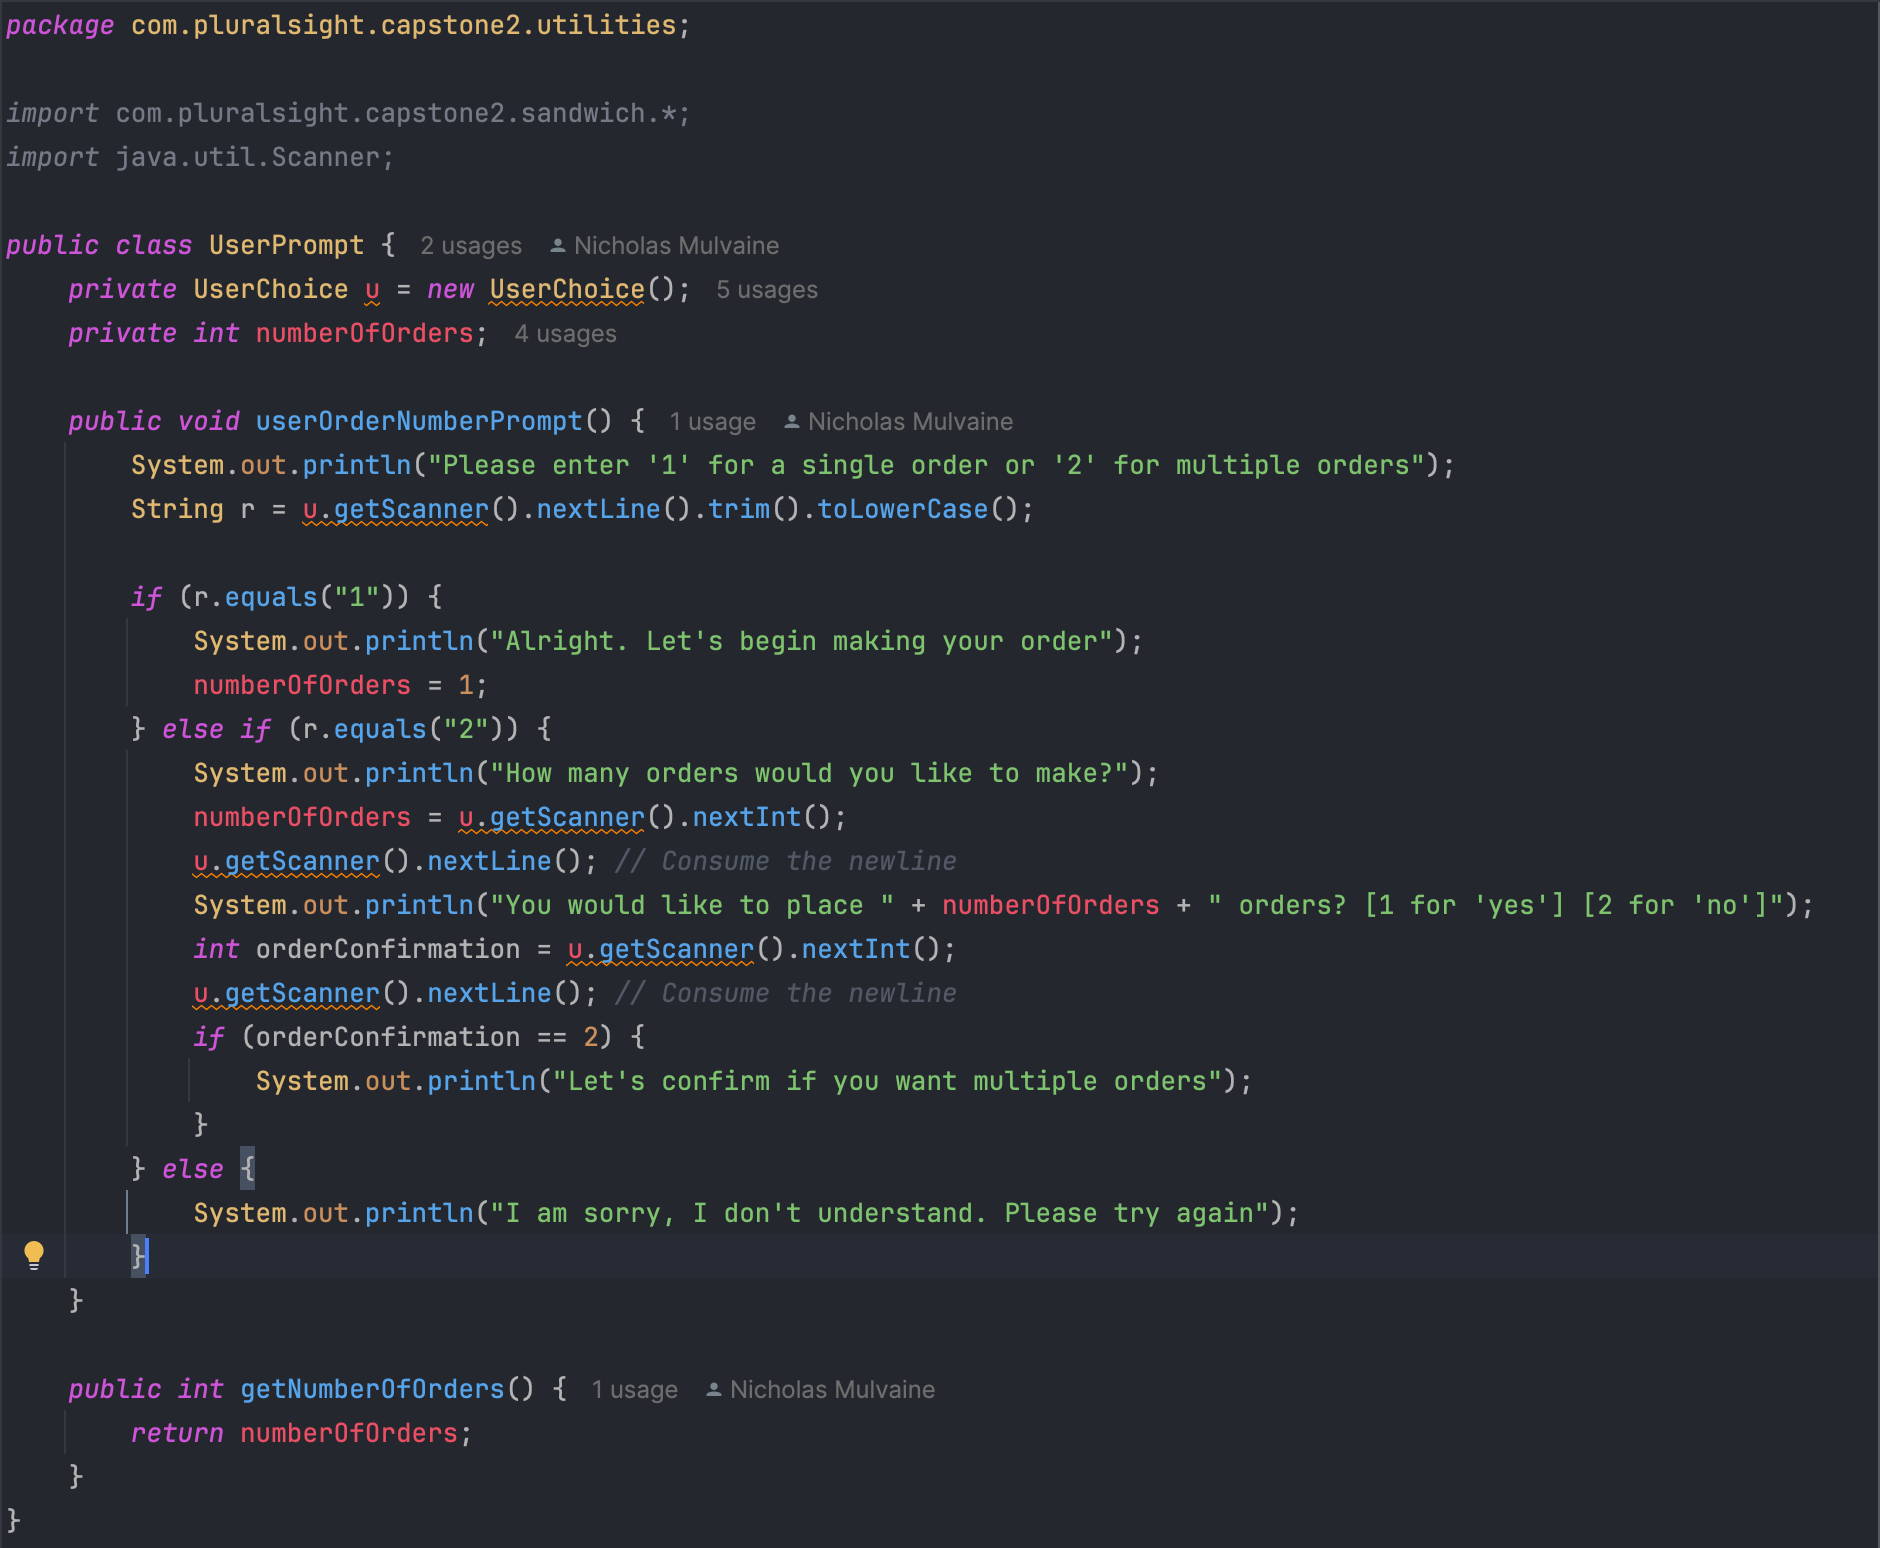 package com.pluralsight.capstone2.utilities;
import com.pluralsight.capstone2.sandwich.*;
import java.util.Scanner;
public class UserPrompt { 2 usages Nicholas Mulvaine
private UserChoice u = new UserChoice(); 5 usages
private int numberOfOrders; 4 usages
public void userOrderNumberPrompt() { 1 usage Nicholas Mulvaine
System.out.println("Please enter '1' for a single order or '2' for multiple orders");
String r = u.getScanner().nextLine().trim().toLowerCase();
if (r.equals("1")) {
System.out.println("Alright. Let's begin making your order");
numberOfOrders = 1;
} else if (r.equals("2")) {
System.out.println("How many orders would you like to make?");
numberOfOrders = u.getScanner().nextInt();
u.getScanner().nextLine(); // Consume the newline
System.out.println("You would like to place " + numberOfOrders + " orders? [1 for 'yes'] [2 for 'no']");
int orderConfirmation = u.getScanner().nextInt();
u.getScanner().nextLine(); // Consume the newline
if (orderConfirmation == 2) {
System.out.println("Let's confirm if you want multiple orders");
}
} else {
System.out.println("I am sorry, I don't understand. Please try again");
}
}
public int getNumberOfOrders() { 1 usage Nicholas Mulvaine
return numberOfOrders;
}
}